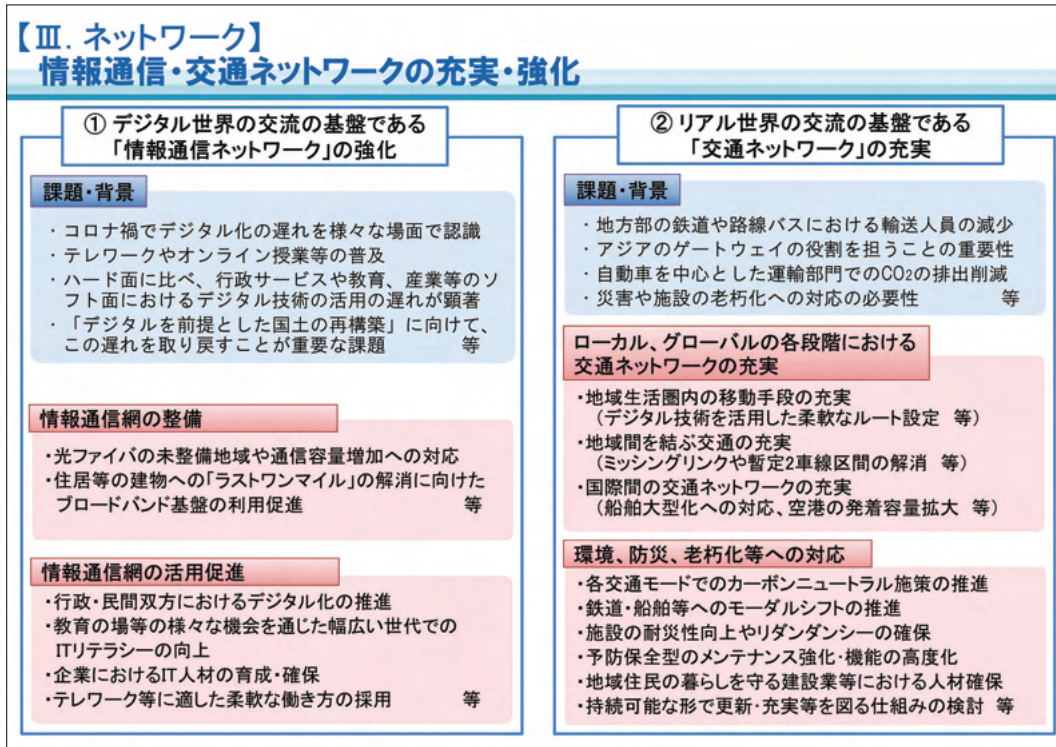 【Ⅲ．ネットワーク】
情報通信・交通ネットワークの充実・強化
① デジタル世界の交流の基盤である
「情報通信ネットワーク」の強化
課題・背景
・コロナ禍でデジタル化の遅れを様々な場面で認識
・テレワークやオンライン授業等の普及
・ハード面に比べ、行政サービスや教育、産業等のソ
フト面におけるデジタル技術の活用の遅れが顕著
・「デジタルを前提とした国土の再構築」に向けて、
この遅れを取り戻すことが重要な課題　等
情報通信網の整備
・光ファイバの未整備地域や通信容量増加への対応
・住居等の建物への「ラストワンマイル」の解消に向けた
ブロードバンド基盤の利用促進　等
情報通信網の活用促進
・行政・民間双方におけるデジタル化の推進
・教育の場等の様々な機会を通じた幅広い世代での
ITリテラシーの向上
・企業におけるIT人材の育成・確保
・テレワーク等に適した柔軟な働き方の採用　等
② リアル世界の交流の基盤である
「交通ネットワーク」の充実
課題・背景
・地方部の鉄道や路線バスにおける輸送人員の減少
・アジアのゲートウェイの役割を担うことの重要性
・自動車を中心とした運輸部門でのCO2の排出削減
・災害や施設の老朽化への対応の必要性　等
ローカル、グローバルの各段階における
交通ネットワークの充実
・地域生活圏内の移動手段の充実
（デジタル技術を活用した柔軟なルート設定　等）
・地域間を結ぶ交通の充実
（ミッシングリンクや暫定2車線区間の解消　等）
・国際間の交通ネットワークの充実
（船舶大型化への対応、空港の発着容量拡大　等）
環境、防災、老朽化等への対応
・各交通モードでのカーボンニュートラル施策の推進
・鉄道・船舶等へのモーダルシフトの推進
・施設の耐災性向上やリダンダンシーの確保
・予防保全型のメンテナンス強化・機能の高度化
・地域住民の暮らしを守る建設業等における人材確保
・持続可能な形で更新・充実等を図る仕組みの検討　等